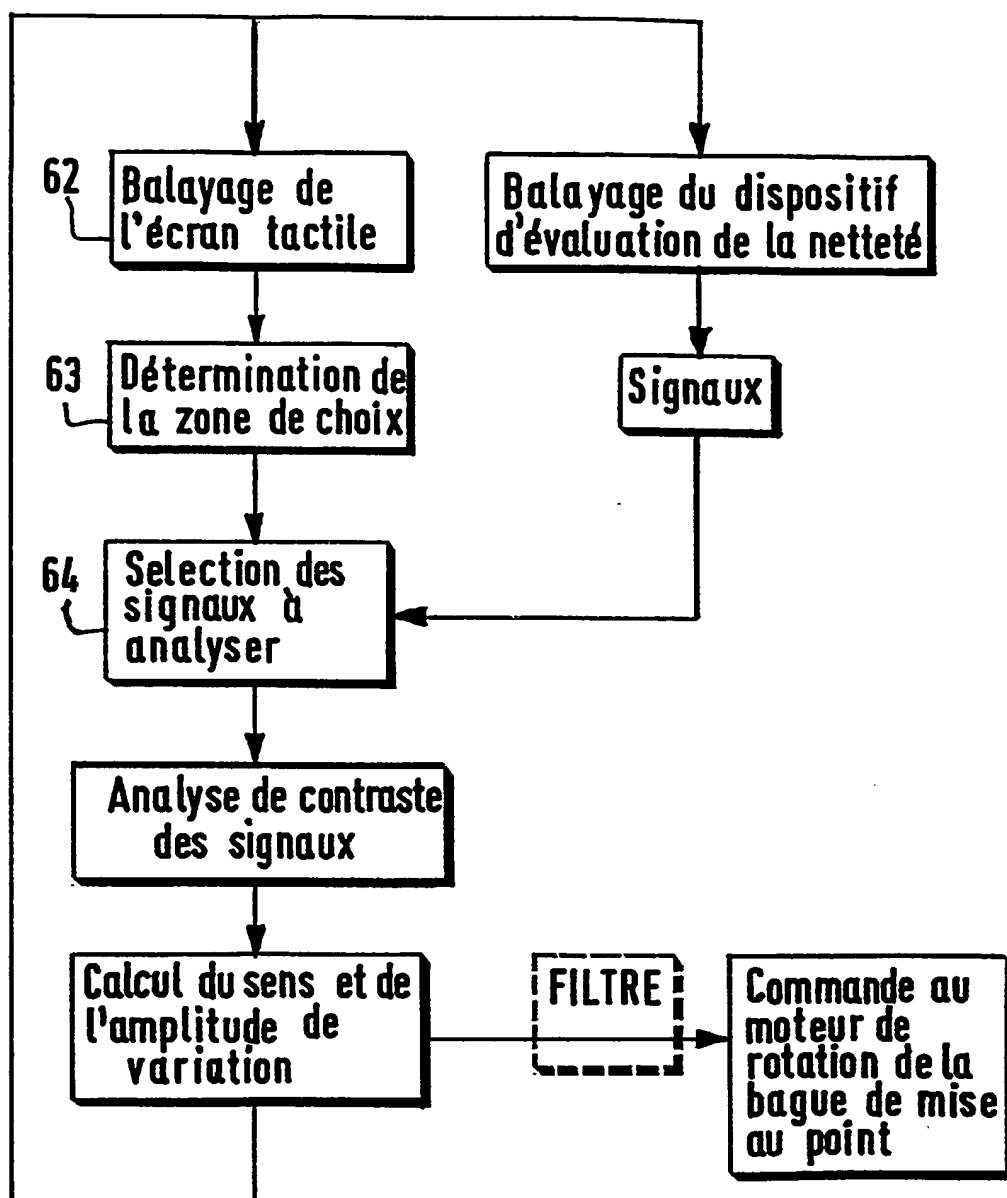 62
Balayage de
l'écran tactile
Balayage du dispositif
d'évaluation de la netteté
63
Détermination de
la zone de choix
Signaux
64
Selection des
signaux à
analyser
Analyse de contraste
des signaux
Calcul du sens et de
l'amplitude de
variation
FILTRE
Commande au
moteur de
rotation de la
bague de mise
au point